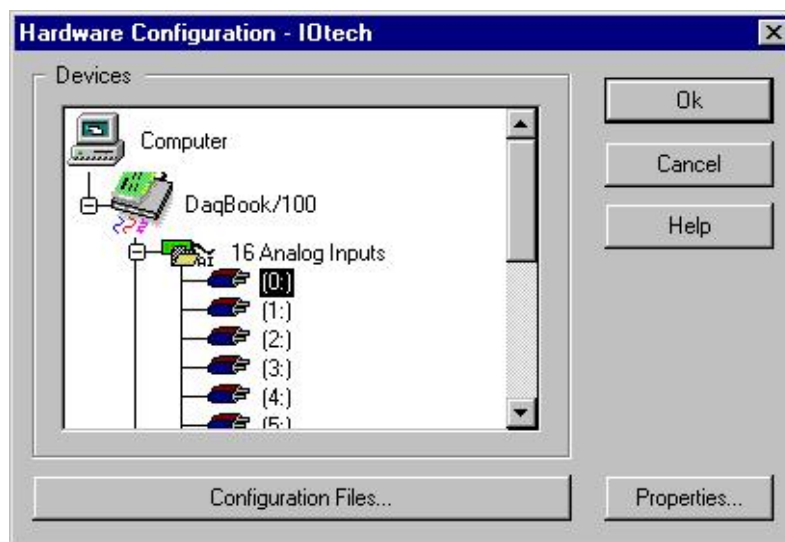 Hardware Configuration - IOtech
Devices
Computer
DaqBook/100
16 Analog Inputs
(0:)
(1:)
(2:)
(3:)
(4:)
(5:)
Ok
Cancel
Help
Configuration Files...
Properties...